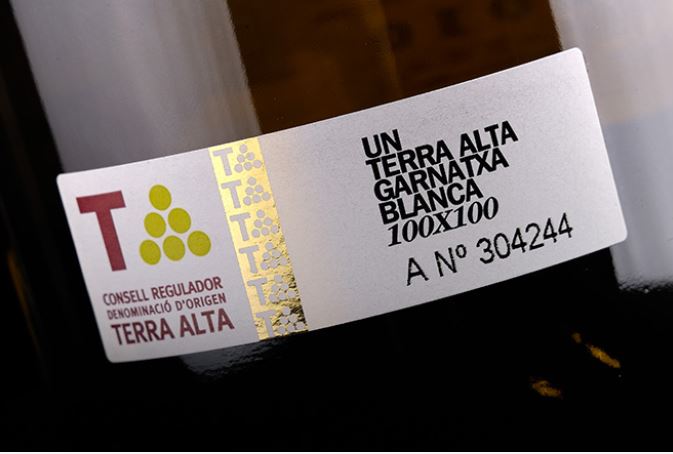 T
CONSELL REGULADOR
DENOMINACIÓ D'ORIGEN
TERRA ALTA
T
T
T
T
T
T
UN
TERRA ALTA
GARNATXA
BLANCA
100X100
A Nº 304244